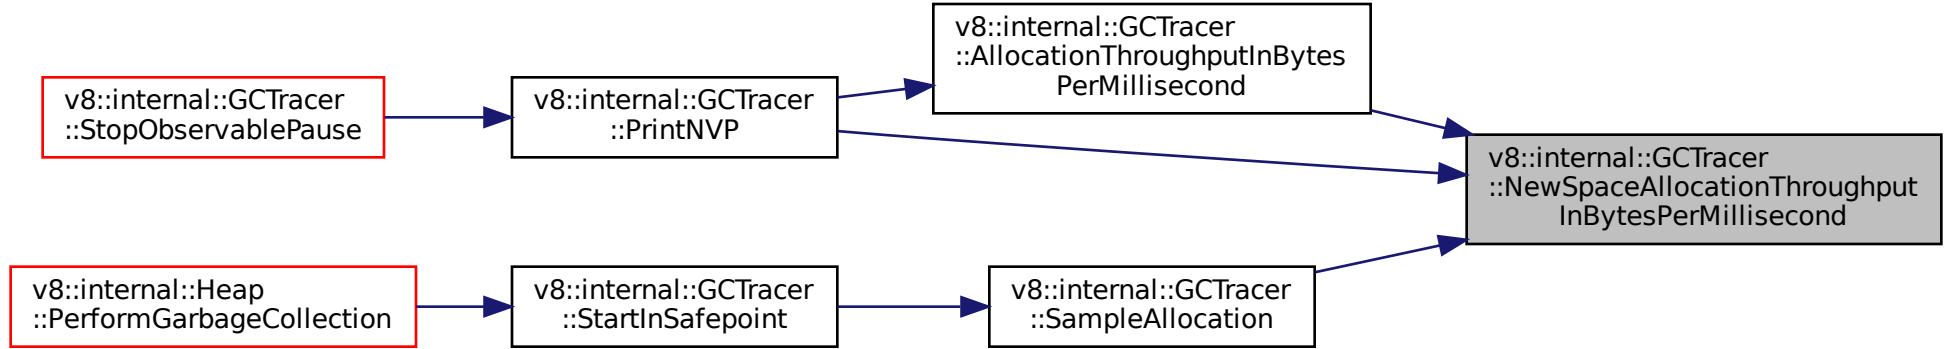 v8::internal::GCTracer
::AllocationThroughputInBytes
PerMillisecond
v8::internal::GCTracer
::StopObservablePause
v8::internal::GCTracer
::PrintNVP
v8::internal::GCTracer
::NewSpaceAllocationThroughput
InBytesPerMillisecond
v8::internal::Heap
::PerformGarbageCollection
v8::internal::GCTracer
::StartInSafepoint
v8::internal::GCTracer
::SampleAllocation